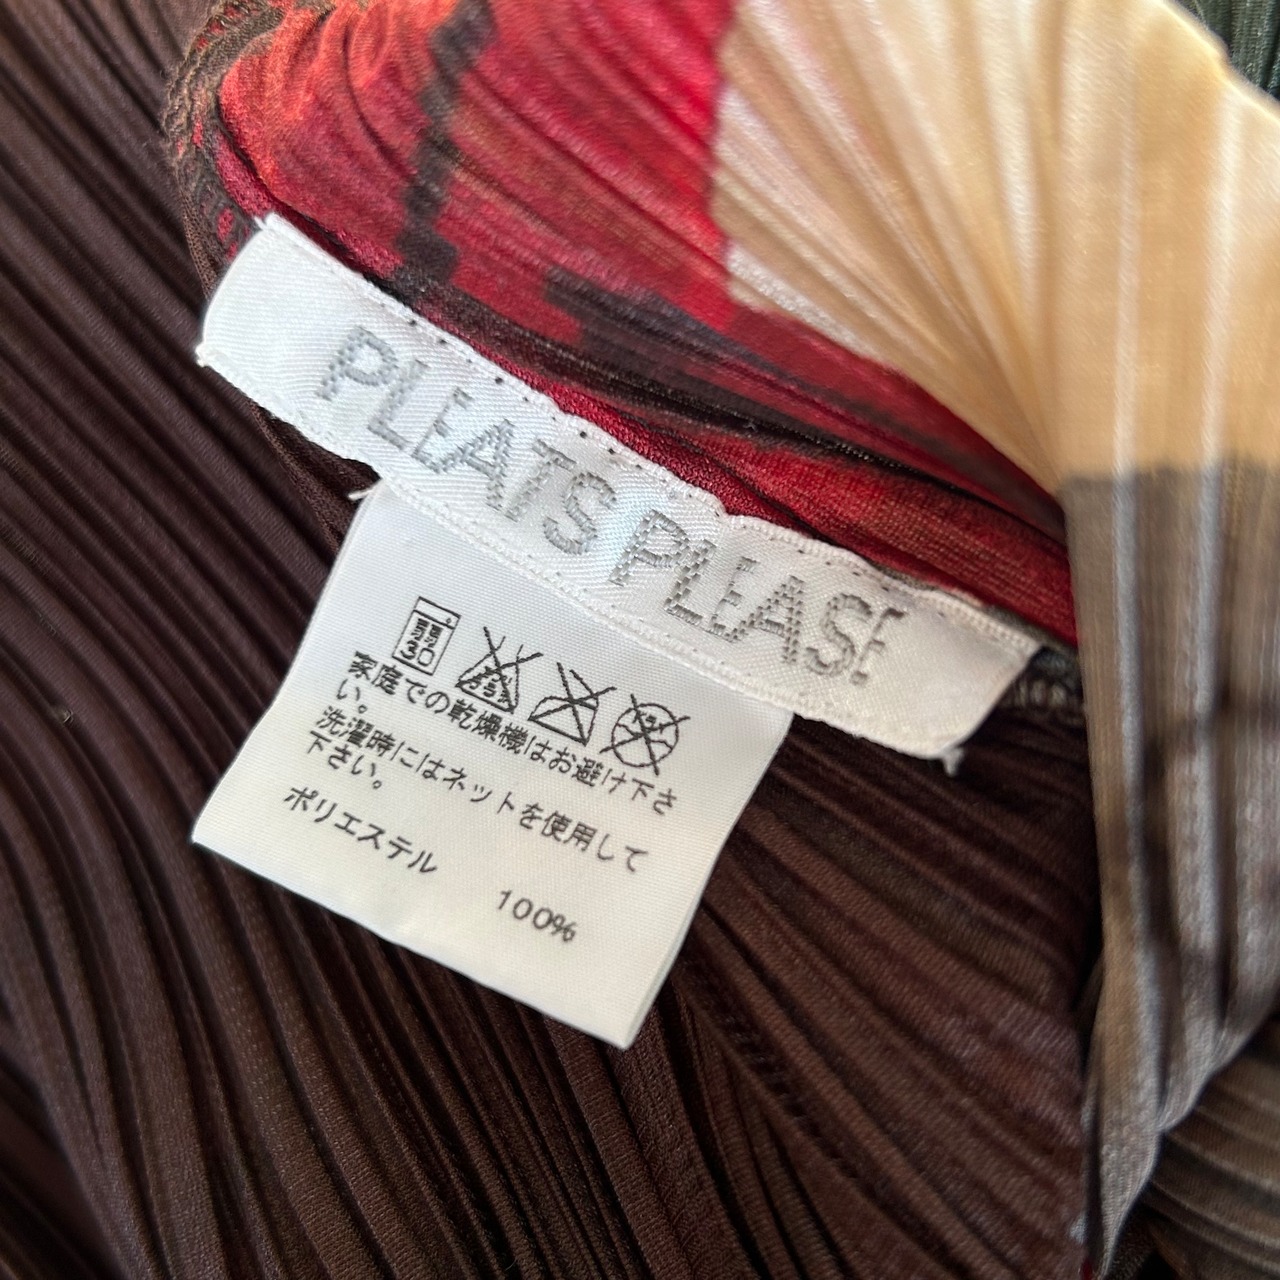 PLEATS PLEASE
家庭での乾燥機はお避け下さ
い。
洗濯時にはネットを使用して
下さい。
ポリエステル
100%